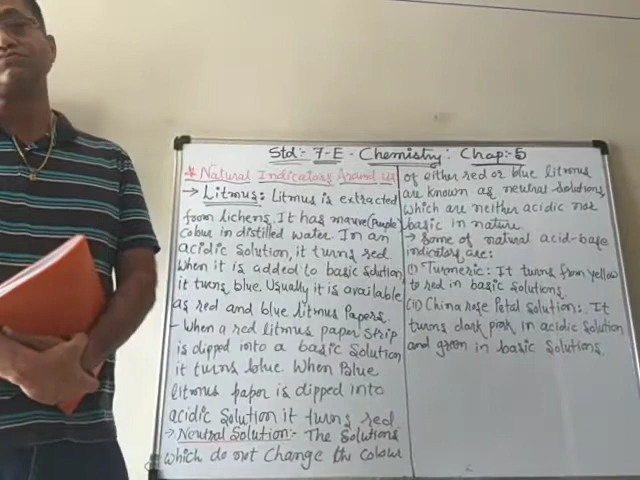 Std:- 7-E - Chemistry: Chap:-5
* Natural Indicators Around us
→ Litmus: Litmus is extracted
from lichens. It has mauve (Purple)
colour in distilled water. In an
acidic solution, it turns red
when it is added to basic solution,
it turns blue. Usually it is available
as red and blue litmus Papers.
- When a red litmus paper strip
is dipped into a basic solution
it turns blue. When Blue
litmus paper is dipped into
acidic solution it turns red
→ Neutral Solution:- The solutions
which do not change the colour
of either red or blue litmus
are known as neutral solutions,
which are neither acidic nor
basic in nature.
→ Some of natural acid-base
indicators are:
(i) Turmeric: It turns from yellow
to red in basic solutions.
(ii) China rose Petal solution:. It
turns dark pink in acidic solution
and green in basic solutions.